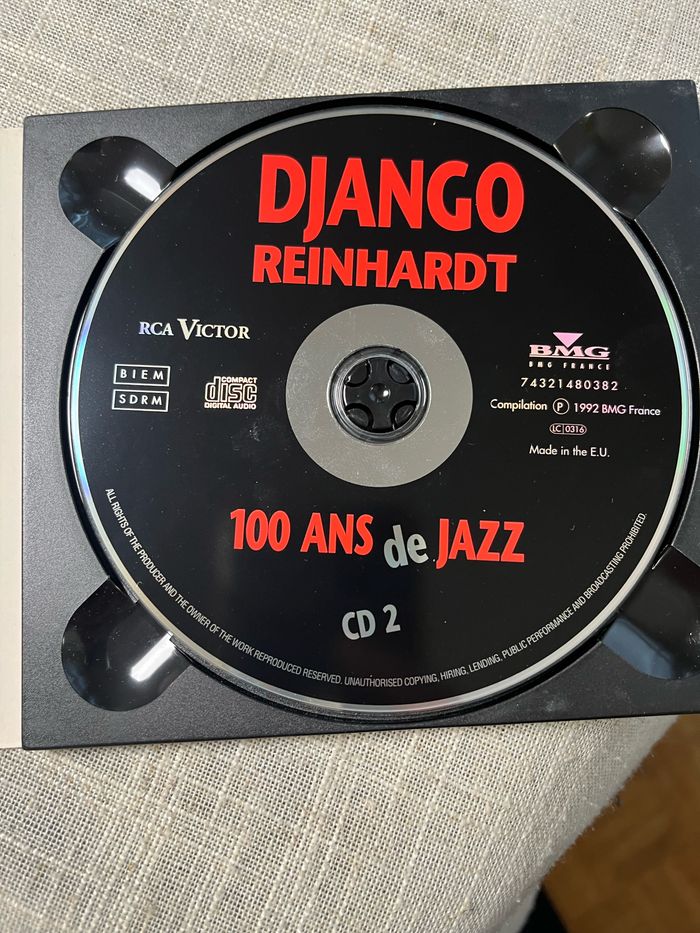 DJANGO
REINHARDT
RCA VICTOR
BIEM
SDRM
COMPACT
disc
DIGITAL AUDIO
BMG
BMG FRANCE
74321480382
Compilation ℗ 1992 BMG France
LC 0316
Made in the E.U.
100 ANS de JAZZ
CD 2
ALL RIGHTS OF THE PRODUCER AND THE OWNER OF THE WORK REPRODUCED RESERVED. UNAUTHORISED COPYING, HIRING, LENDING, PUBLIC PERFORMANCE AND BROADCASTING PROHIBITED.